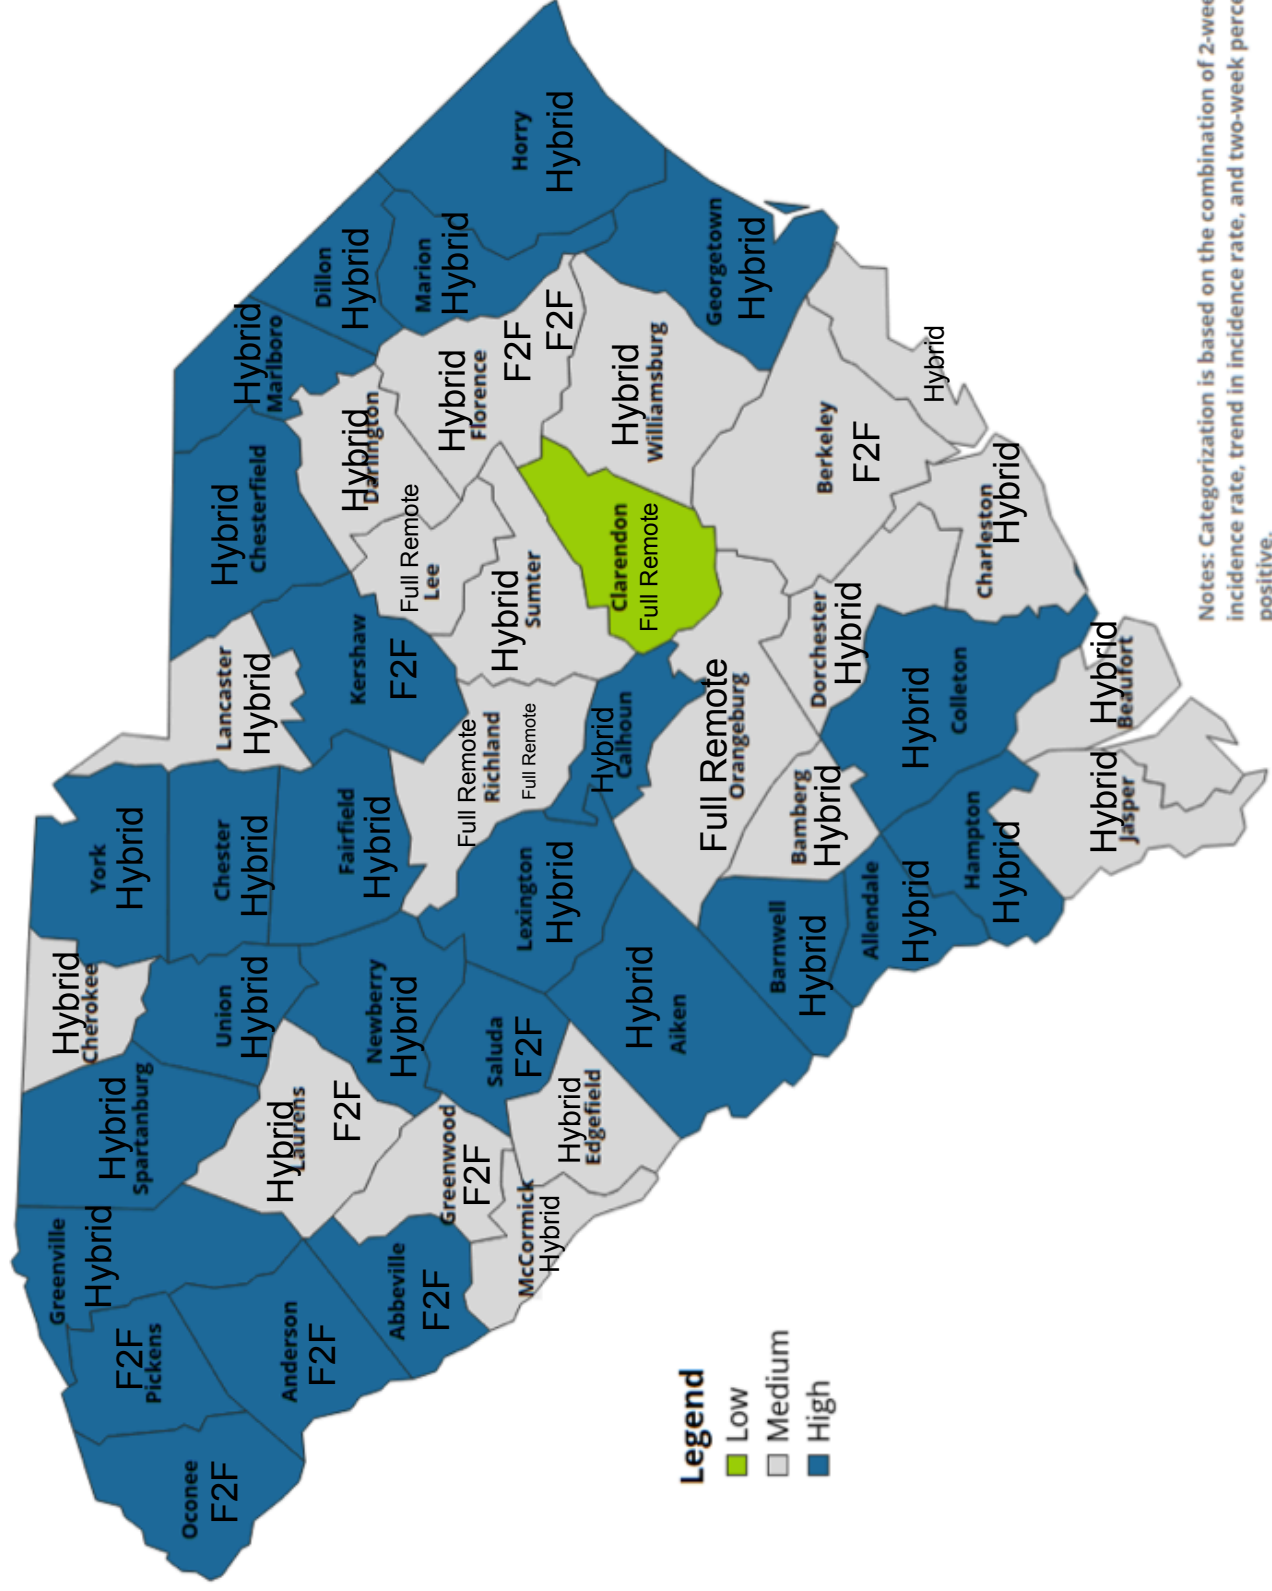 Oconee
F2F
F2F
Pickens
Greenville
Hybrid
Anderson
F2F
Abbeville
F2F
Hybrid
Spartanburg
Hybrid
Cherokee
Hybrid
Laurens
F2F
Greenwood
F2F
McCormick
Hybrid
Hybrid
Edgefield
Saluda
F2F
Union
Hybrid
Newberry
Hybrid
York
Hybrid
Chester
Hybrid
Fairfield
Hybrid
Lexington
Hybrid
Hybrid
Aiken
Lancaster
Hybrid
Kershaw
F2F
Full Remote
Richland
Full Remote
Hybrid
Calhoun
Full Remote
Orangeburg
Barnwell
Hybrid
Bamberg
Hybrid
Allendale
Hybrid
Hampton
Hybrid
Hybrid
Jasper
Hybrid
Beaufort
Hybrid
Colleton
Dorchester
Hybrid
Charleston
Hybrid
Hybrid
Berkeley
F2F
Clarendon
Full Remote
Hybrid
Sumter
Full Remote
Lee
Hybrid
Chesterfield
Hybrid
Marlboro
Hybrid
Darlington
Hybrid
Florence
F2F
F2F
Hybrid
Williamsburg
Dillon
Hybrid
Marion
Hybrid
Horry
Hybrid
Georgetown
Hybrid
Legend
Low
Medium
High
Notes: Categorization is based on the combination of 2-wee
incidence rate, trend in incidence rate, and two-week perce
positive.